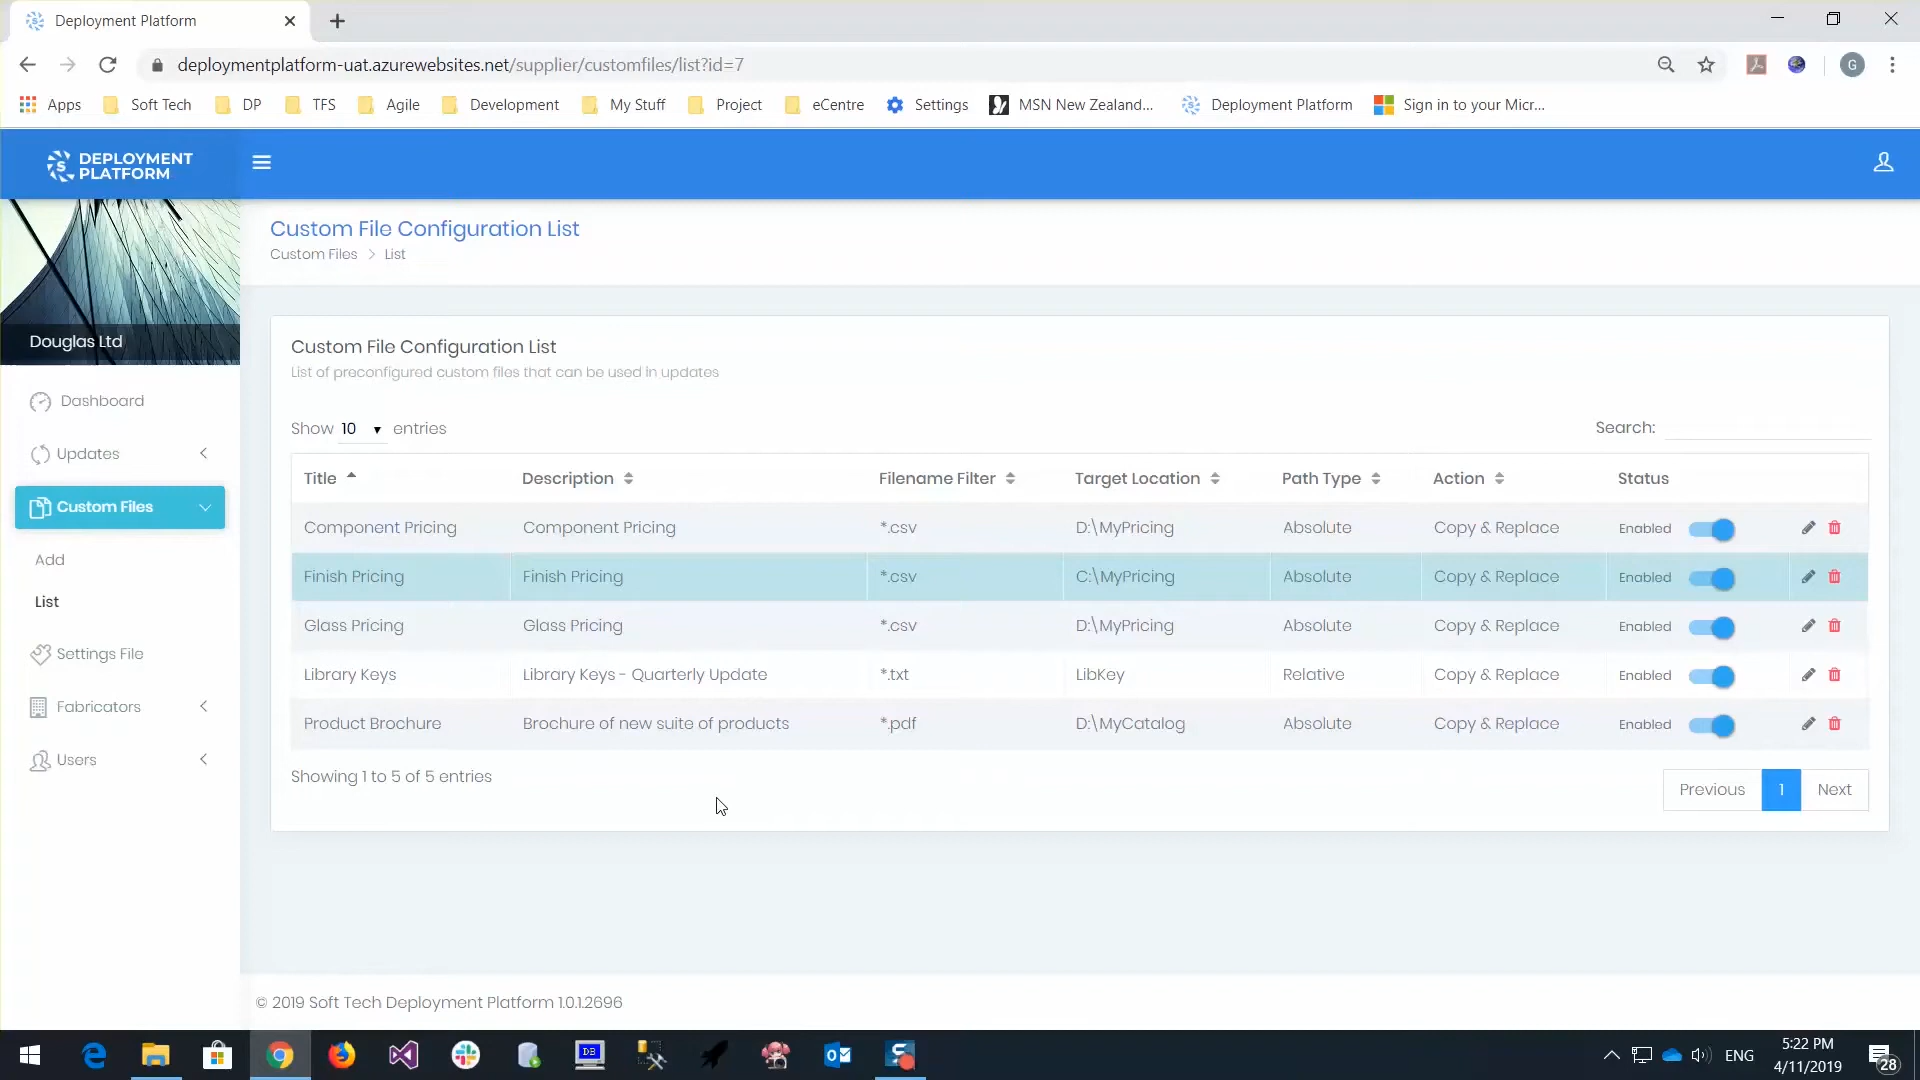 Deployment Platform
deploymentplatform-uat.azurewebsites.net/supplier/customfiles/list?id=7
G
Apps Soft Tech DP TFS Agile Development My Stuff Project eCentre Settings MSN New Zealand... Deployment Platform Sign in to your Micr...
DEPLOYMENT
PLATFORM
Custom File Configuration List
Custom Files > List
Douglas Ltd
Dashboard
Updates
Custom Files
Add
List
Settings File
Fabricators
Users
Custom File Configuration List
List of preconfigured custom files that can be used in updates
Show 10 entries Search:
Title Description Filename Filter Target Location Path Type Action Status
Component Pricing Component Pricing *.csv D:\MyPricing Absolute Copy & Replace Enabled
Finish Pricing Finish Pricing *.csv C:\MyPricing Absolute Copy & Replace Enabled
Glass Pricing Glass Pricing *.csv D:\MyPricing Absolute Copy & Replace Enabled
Library Keys Library Keys - Quarterly Update *.txt LibKey Relative Copy & Replace Enabled
Product Brochure Brochure of new suite of products *.pdf D:\MyCatalog Absolute Copy & Replace Enabled
Showing 1 to 5 of 5 entries
Previous 1 Next
© 2019 Soft Tech Deployment Platform 1.0.1.2696
DB
ENG
5:22 PM
4/11/2019
28